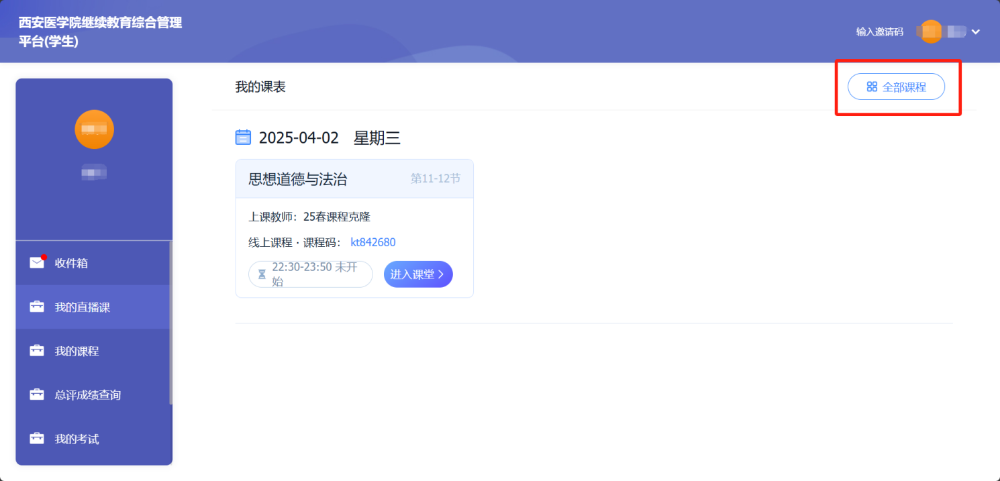 西安医学院继续教育综合管理
平台(学生)
输入邀请码
我的课表
全部课程
2025-04-02 星期三
思想道德与法治 第11-12节
上课教师：25春课程克隆
线上课程 · 课程码： kt842680
22:30-23:50 未开
始
进入课堂
收件箱
我的直播课
我的课程
总评成绩查询
我的考试